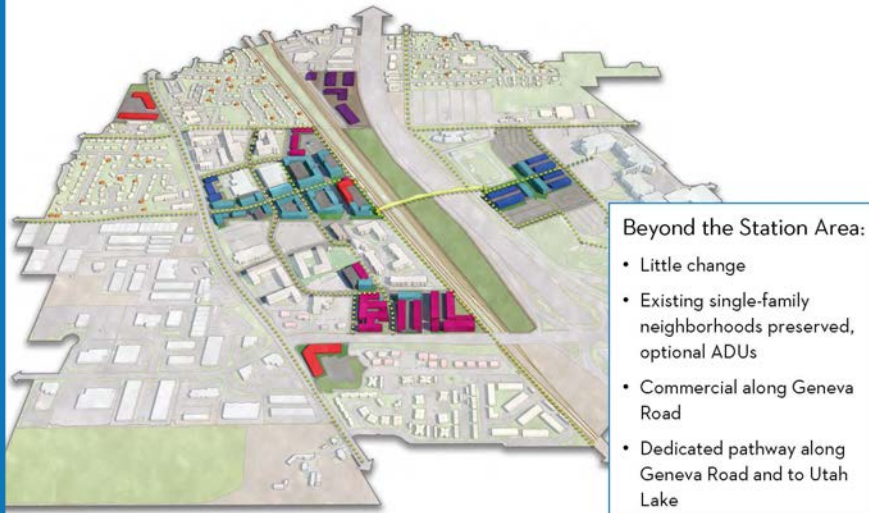 Beyond the Station Area:
• Little change
• Existing single-family
neighborhoods preserved,
optional ADUs
• Commercial along Geneva
Road
• Dedicated pathway along
Geneva Road and to Utah
Lake